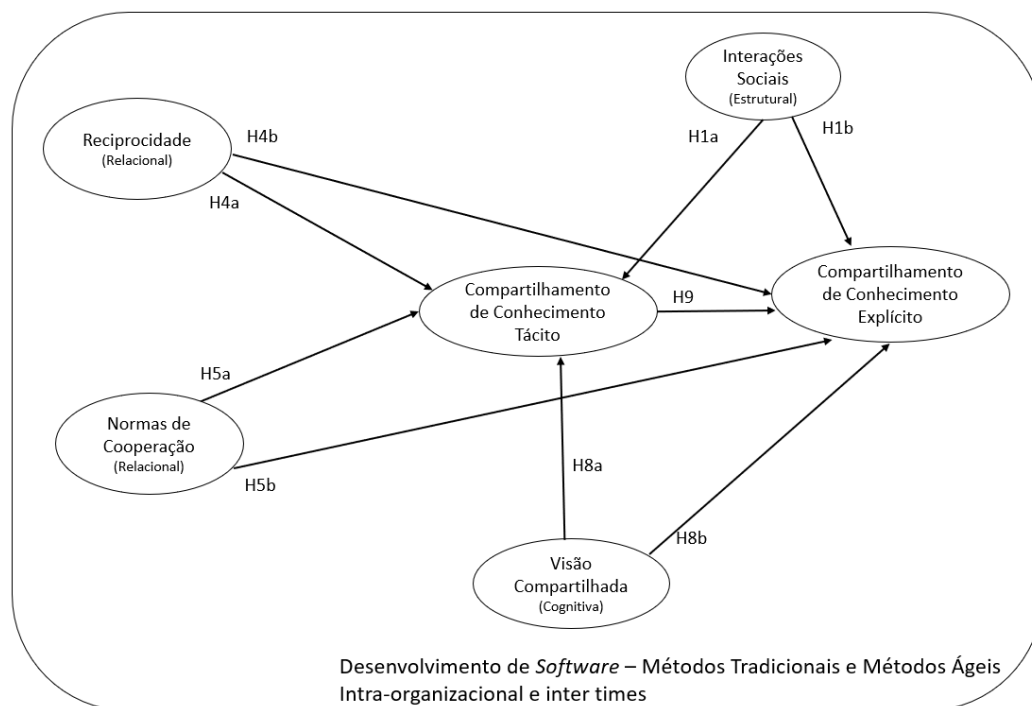 Interações
Sociais
(Estrutural)
H1a
H1b
Reciprocidade
(Relacional)
H4b
H4a
Compartilhamento
de Conhecimento
Tácito
H9
Compartilhamento
de Conhecimento
Explícito
H5a
Normas de
Cooperação
(Relacional)
H5b
H8a
H8b
Visão
Compartilhada
(Cognitiva)
Desenvolvimento de Software – Métodos Tradicionais e Métodos Ágeis
Intra-organizacional e inter times